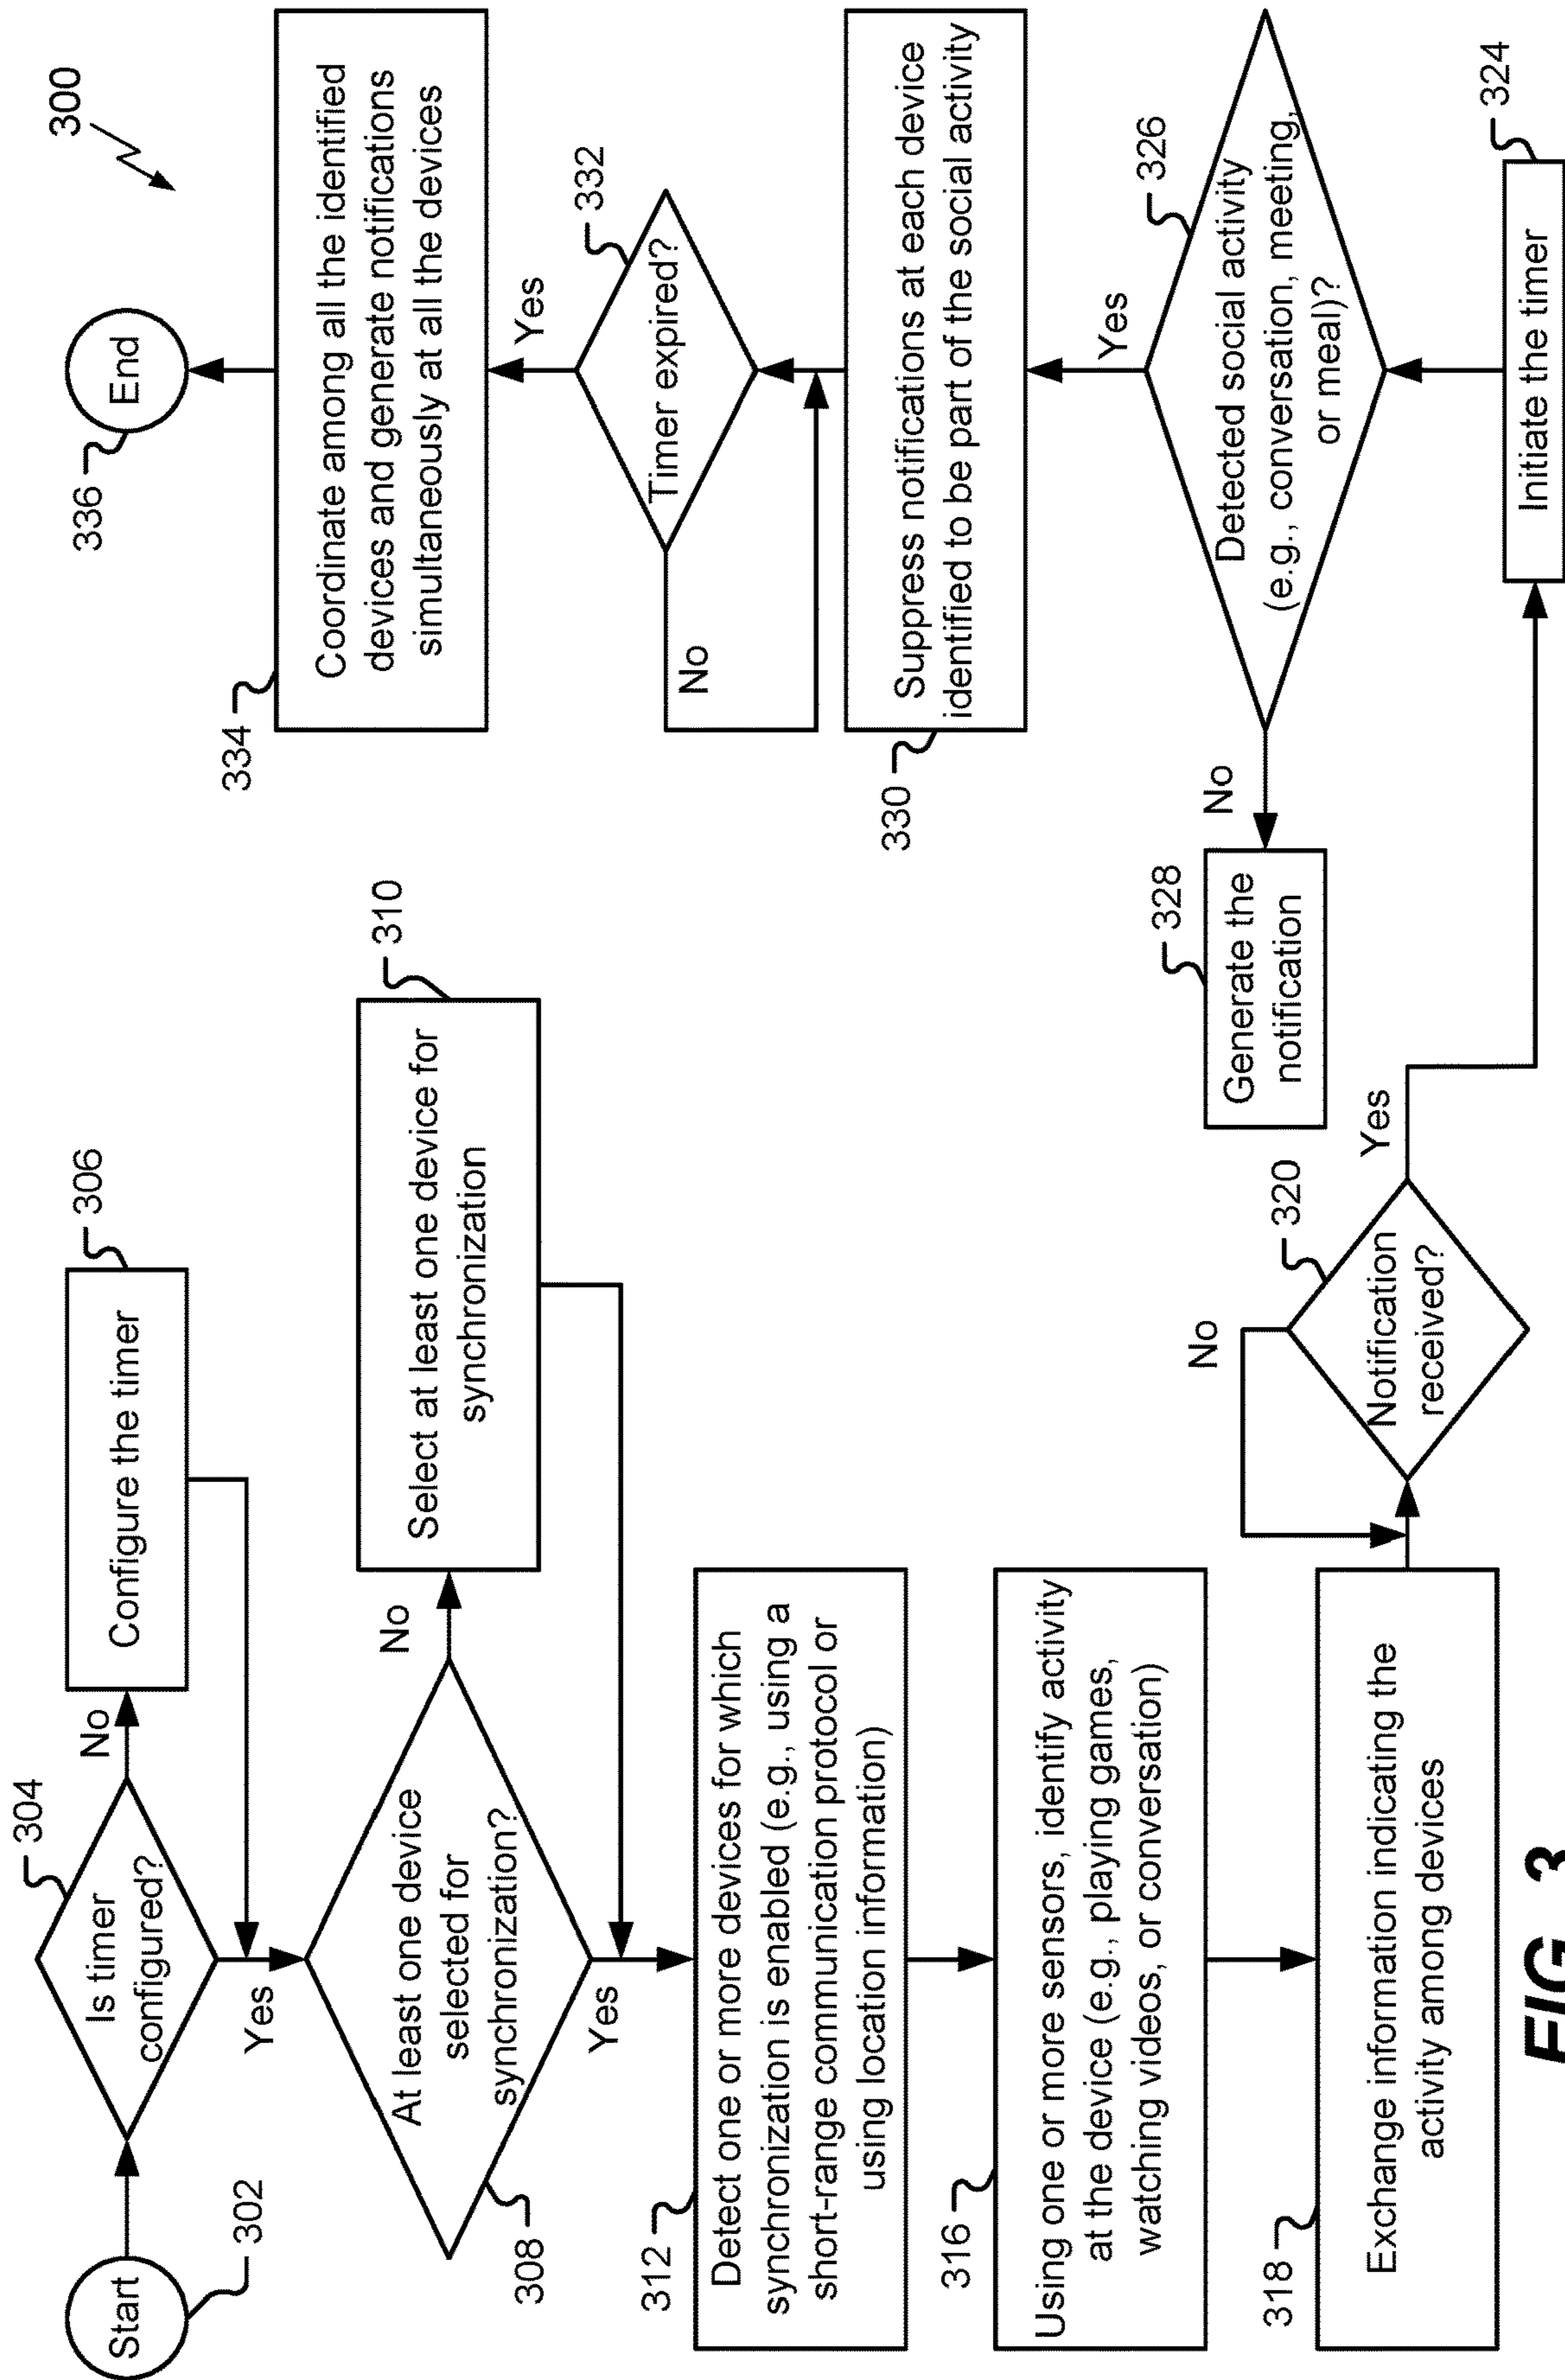 300
Start
302
Is timer
configured?
304
No
Configure the timer
306
Yes
At least one device
selected for
synchronization?
308
No
Select at least one device for
synchronization
310
Yes
Detect one or more devices for which
synchronization is enabled (e.g., using a
short-range communication protocol or
using location information)
312
Using one or more sensors, identify activity
at the device (e.g., playing games,
watching videos, or conversation)
316
Exchange information indicating the
activity among devices
318
No
Notification
received?
320
Yes
Initiate the timer
324
Detected social activity
(e.g., conversation, meeting,
or meal)?
326
No
Generate the
notification
328
Yes
Suppress notifications at each device
identified to be part of the social activity
330
Timer expired?
332
No
Yes
Coordinate among all the identified
devices and generate notifications
simultaneously at all the devices
334
End
336
FIG. 3